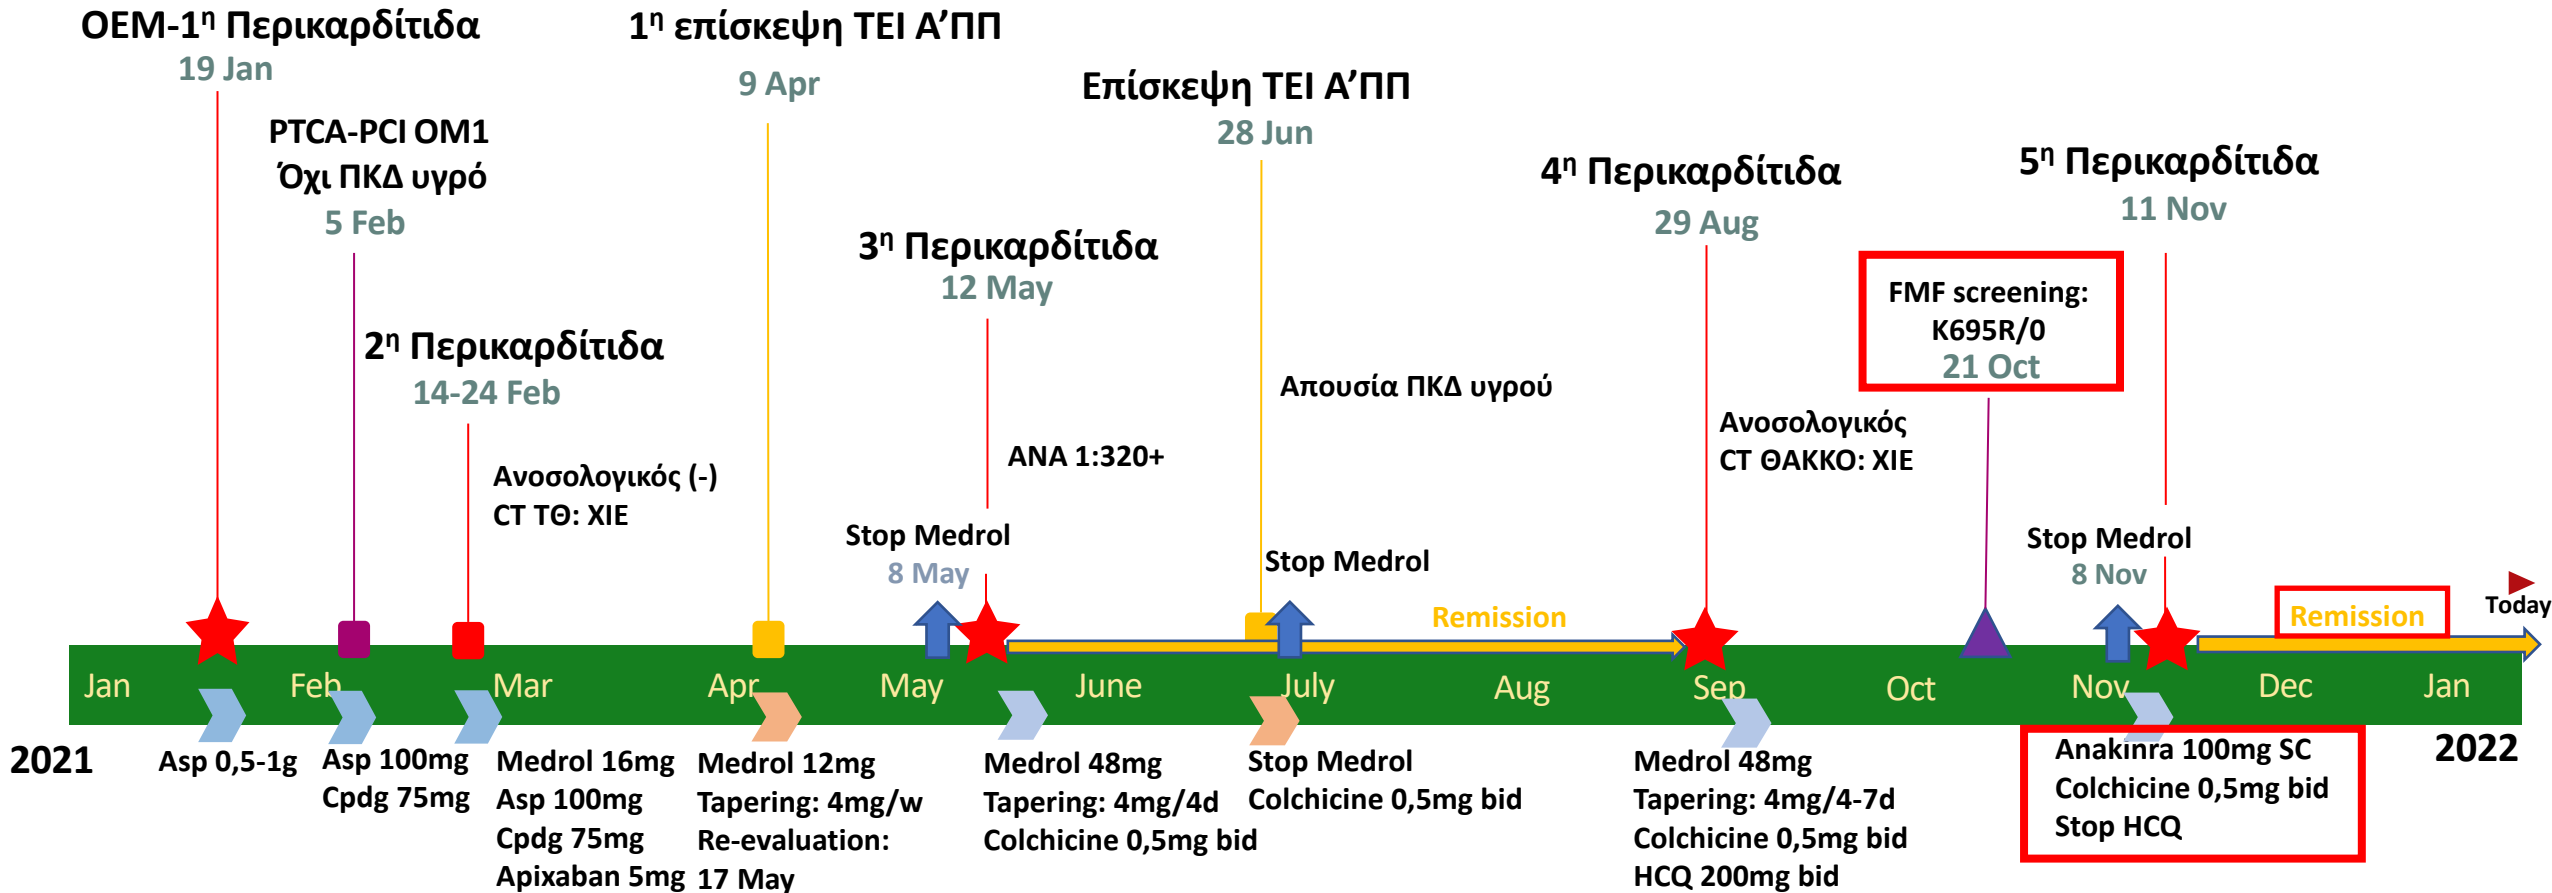 ΟΕΜ-1η Περικαρδίτιδα
19 Jan
PTCA-PCI OM1
Όχι ΠΚΔ υγρό
5 Feb
2η Περικαρδίτιδα
14-24 Feb
Ανοσολογικός (-)
CT ΤΘ: ΧΙΕ
1η επίσκεψη ΤΕΙ Α’ΠΠ
9 Apr
3η Περικαρδίτιδα
12 May
ANA 1:320+
Stop Medrol
8 May
Επίσκεψη ΤΕΙ Α’ΠΠ
28 Jun
Απουσία ΠΚΔ υγρού
Stop Medrol
Remission
4η Περικαρδίτιδα
29 Aug
Ανοσολογικός
CT ΘΑΚΚΟ: ΧΙΕ
FMF screening:
K695R/0
21 Oct
5η Περικαρδίτιδα
11 Nov
Stop Medrol
8 Nov
Remission
Today
Jan Feb Mar Apr May June July Aug Sep Oct Nov Dec Jan
2021
2022
Asp 0,5-1g
Asp 100mg
Cpdg 75mg
Medrol 16mg
Asp 100mg
Cpdg 75mg
Apixaban 5mg
Medrol 12mg
Tapering: 4mg/w
Re-evaluation:
17 May
Medrol 48mg
Tapering: 4mg/4d
Colchicine 0,5mg bid
Stop Medrol
Colchicine 0,5mg bid
Medrol 48mg
Tapering: 4mg/4-7d
Colchicine 0,5mg bid
HCQ 200mg bid
Anakinra 100mg SC
Colchicine 0,5mg bid
Stop HCQ